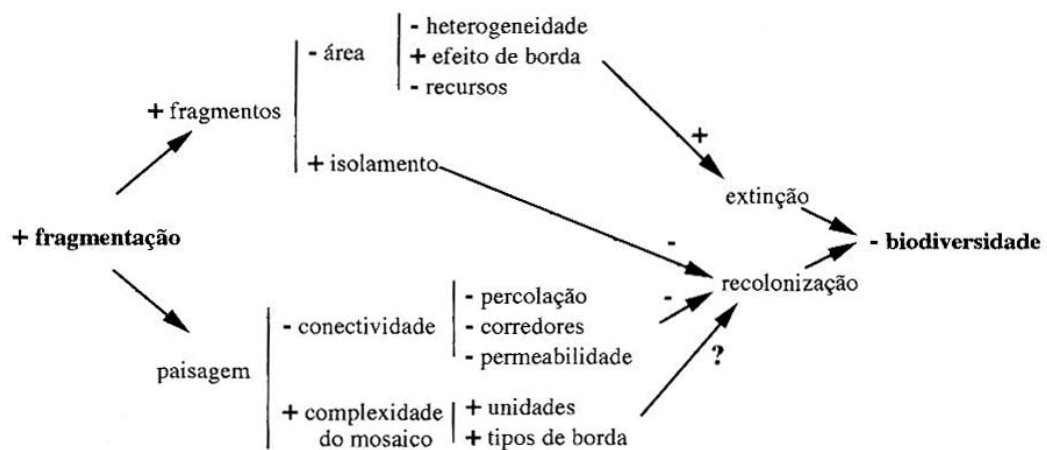 - heterogeneidade
- área
+ efeito de borda
- recursos
+ fragmentos
+
+ isolamento
extinção
+ fragmentação
- biodiversidade
-
recolonização
- percolação
-
- conectividade
- corredores
- permeabilidade
?
paisagem
+ complexidade
do mosaico
+ unidades
+ tipos de borda